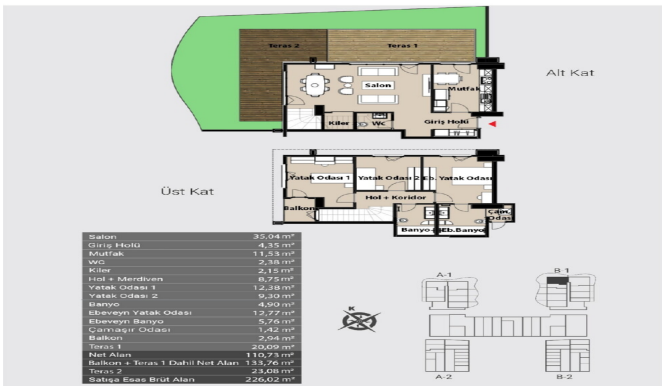 Teras 2
Teras 1
Alt Kat
Salon
Mutfak
Kiler
Wc
Giriş Holü
Üst Kat
Yatak Odası 1
Yatak Odası 2
Eb. Yatak Odası
Hol + Koridor
Balkon
Banyo
Eb.Banyo
Çam. Odası
Salon 35,04 m²
Giriş Holü 4,35 m²
Mutfak 11,53 m²
WC 2,38 m²
Kiler 2,15 m²
Hol + Merdiven 8,75 m²
Yatak Odası 1 12,38 m²
Yatak Odası 2 9,30 m²
Banyo 4,90 m²
Ebeveyn Yatak Odası 12,77 m²
Ebeveyn Banyo 5,76 m²
Çamaşır Odası 1,42 m²
Balkon 2,94 m²
Teras 1 20,09 m²
Net Alan 110,73 m²
Balkon + Teras 1 Dahil Net Alan 133,76 m²
Teras 2 23,08 m²
Satışa Esas Brüt Alan 226,02 m²
K
A-1
B-1
A-2
B-2